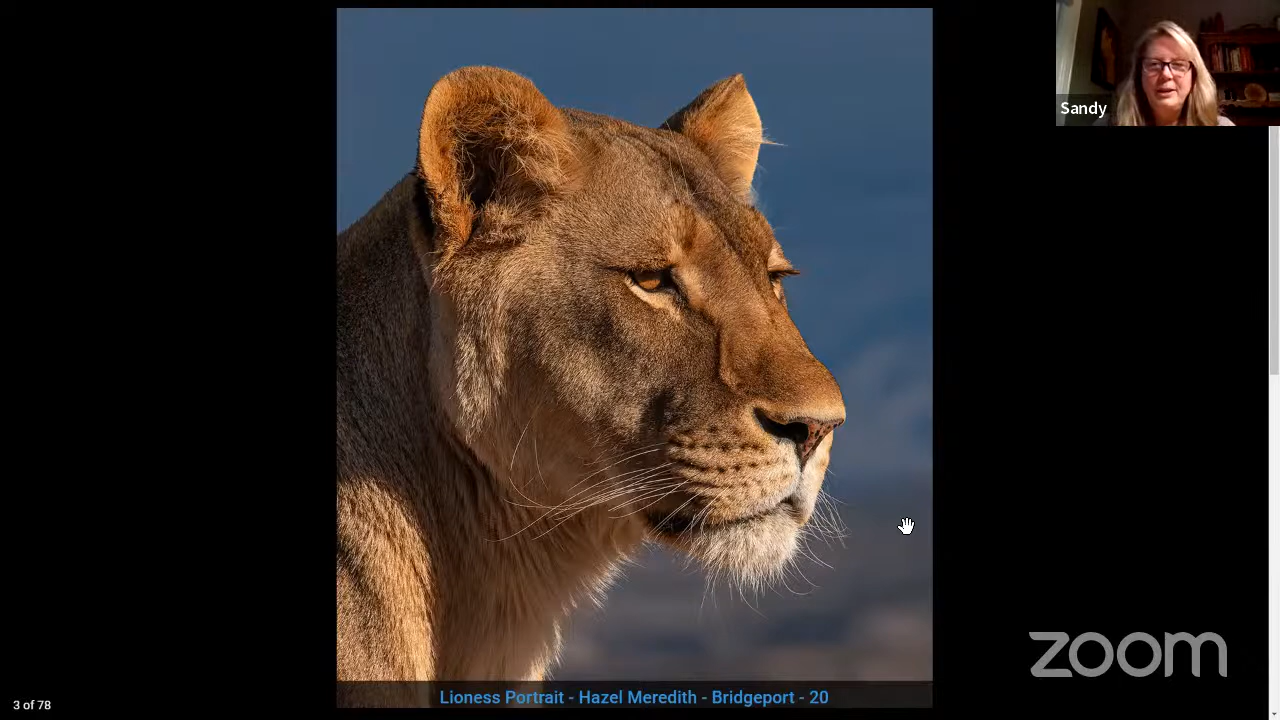 Sandy
zoom
Lioness Portrait - Hazel Meredith - Bridgeport - 20
3 of 78